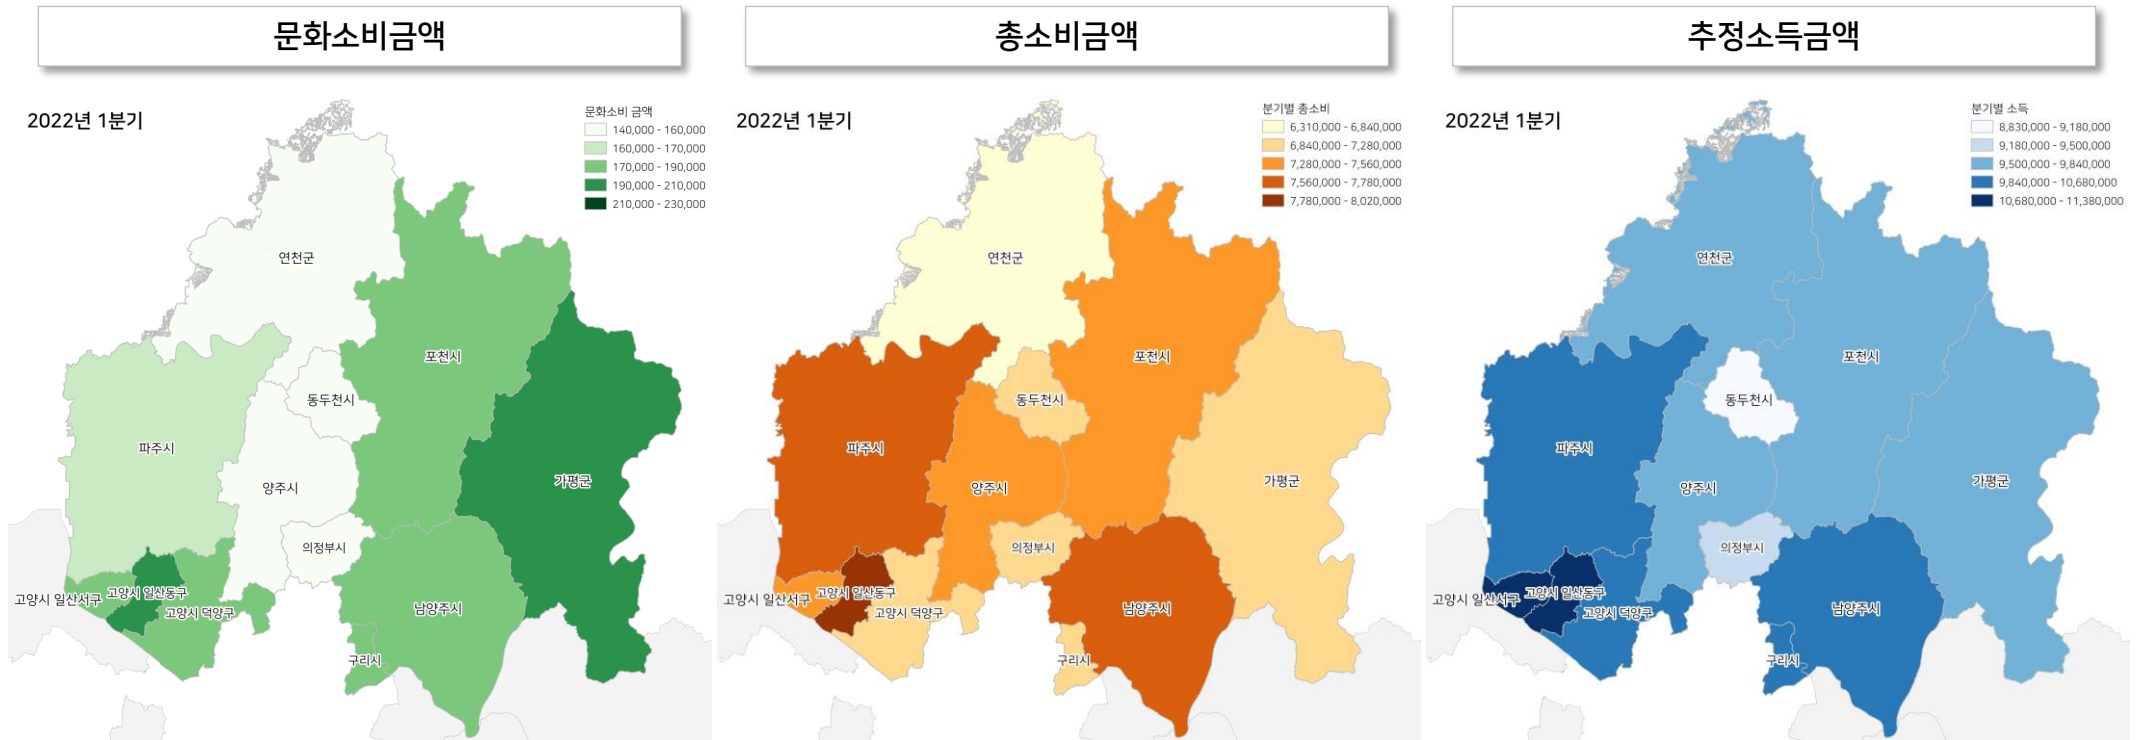 문화소비금액
2022년 1분기
문화소비 금액
140,000 - 160,000
160,000 - 170,000
170,000 - 190,000
190,000 - 210,000
210,000 - 230,000
연천군
포천시
동두천시
파주시
가평군
양주시
의정부시
고양시 일산동구
고양시 일산서구
고양시 덕양구
남양주시
구리시
총소비금액
2022년 1분기
분기별 총소비
6,310,000 - 6,840,000
6,840,000 - 7,280,000
7,280,000 - 7,560,000
7,560,000 - 7,780,000
7,780,000 - 8,020,000
연천군
포천시
동두천시
파주시
가평군
양주시
의정부시
고양시 일산동구
고양시 일산서구
고양시 덕양구
남양주시
구리시
추정소득금액
2022년 1분기
분기별 소득
8,830,000 - 9,180,000
9,180,000 - 9,500,000
9,500,000 - 9,840,000
9,840,000 - 10,680,000
10,680,000 - 11,380,000
연천군
포천시
동두천시
파주시
가평군
양주시
의정부시
고양시 일산동구
고양시 일산서구
고양시 덕양구
남양주시
구리시